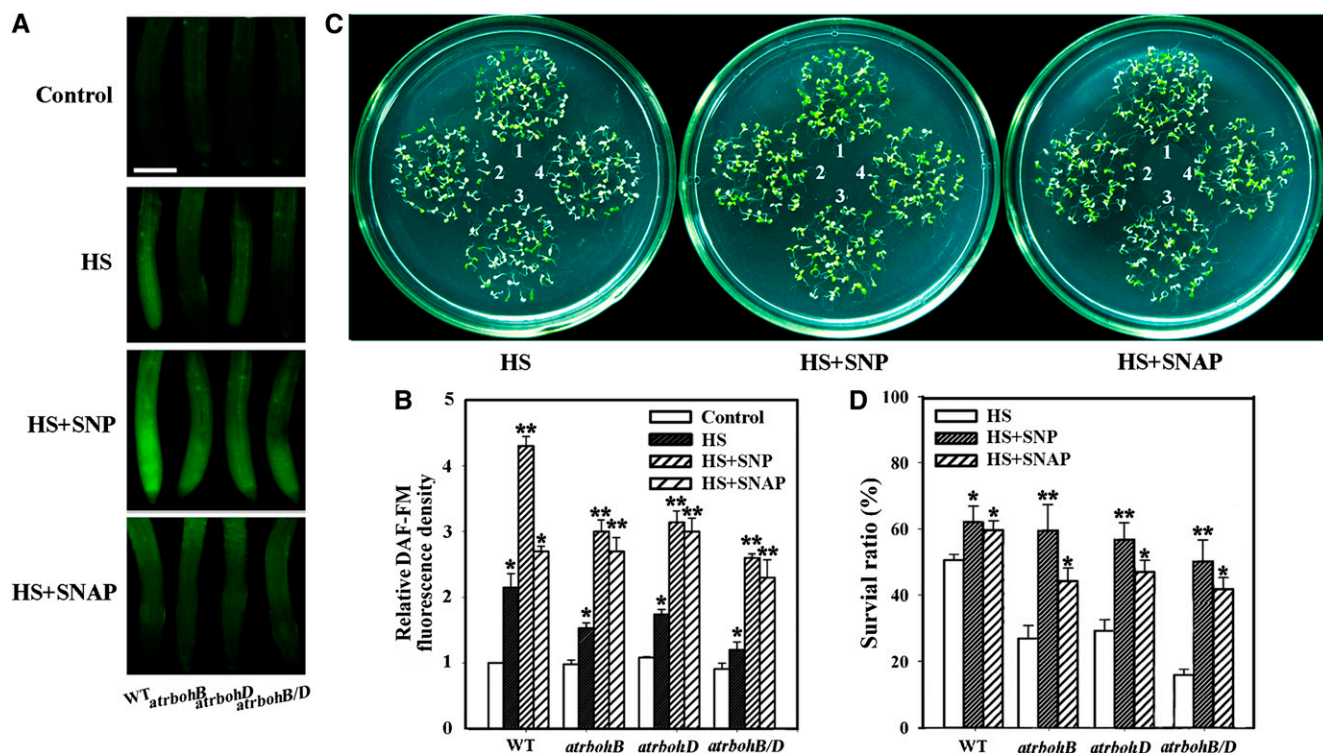 A
Control
HS
HS+SNP
HS+SNAP
WT atrbohB atrbohD atrbohB/D
C
1
2 4
3
1
2 4
3
1
2 4
3
HS HS+SNP HS+SNAP
B
Relative DAF-FM
fluorescence density
5
4
3
2
1
0
Control
HS
HS+SNP
HS+SNAP
** 
* *
* ** **
* ** **
* ** **
WT atrbohB atrbohD atrbohB/D
D
Survial ratio (%)
100
80
60
40
20
0
HS
HS+SNP
HS+SNAP
* *
** *
** *
** *
WT atrbohB atrbohD atrbohB/D